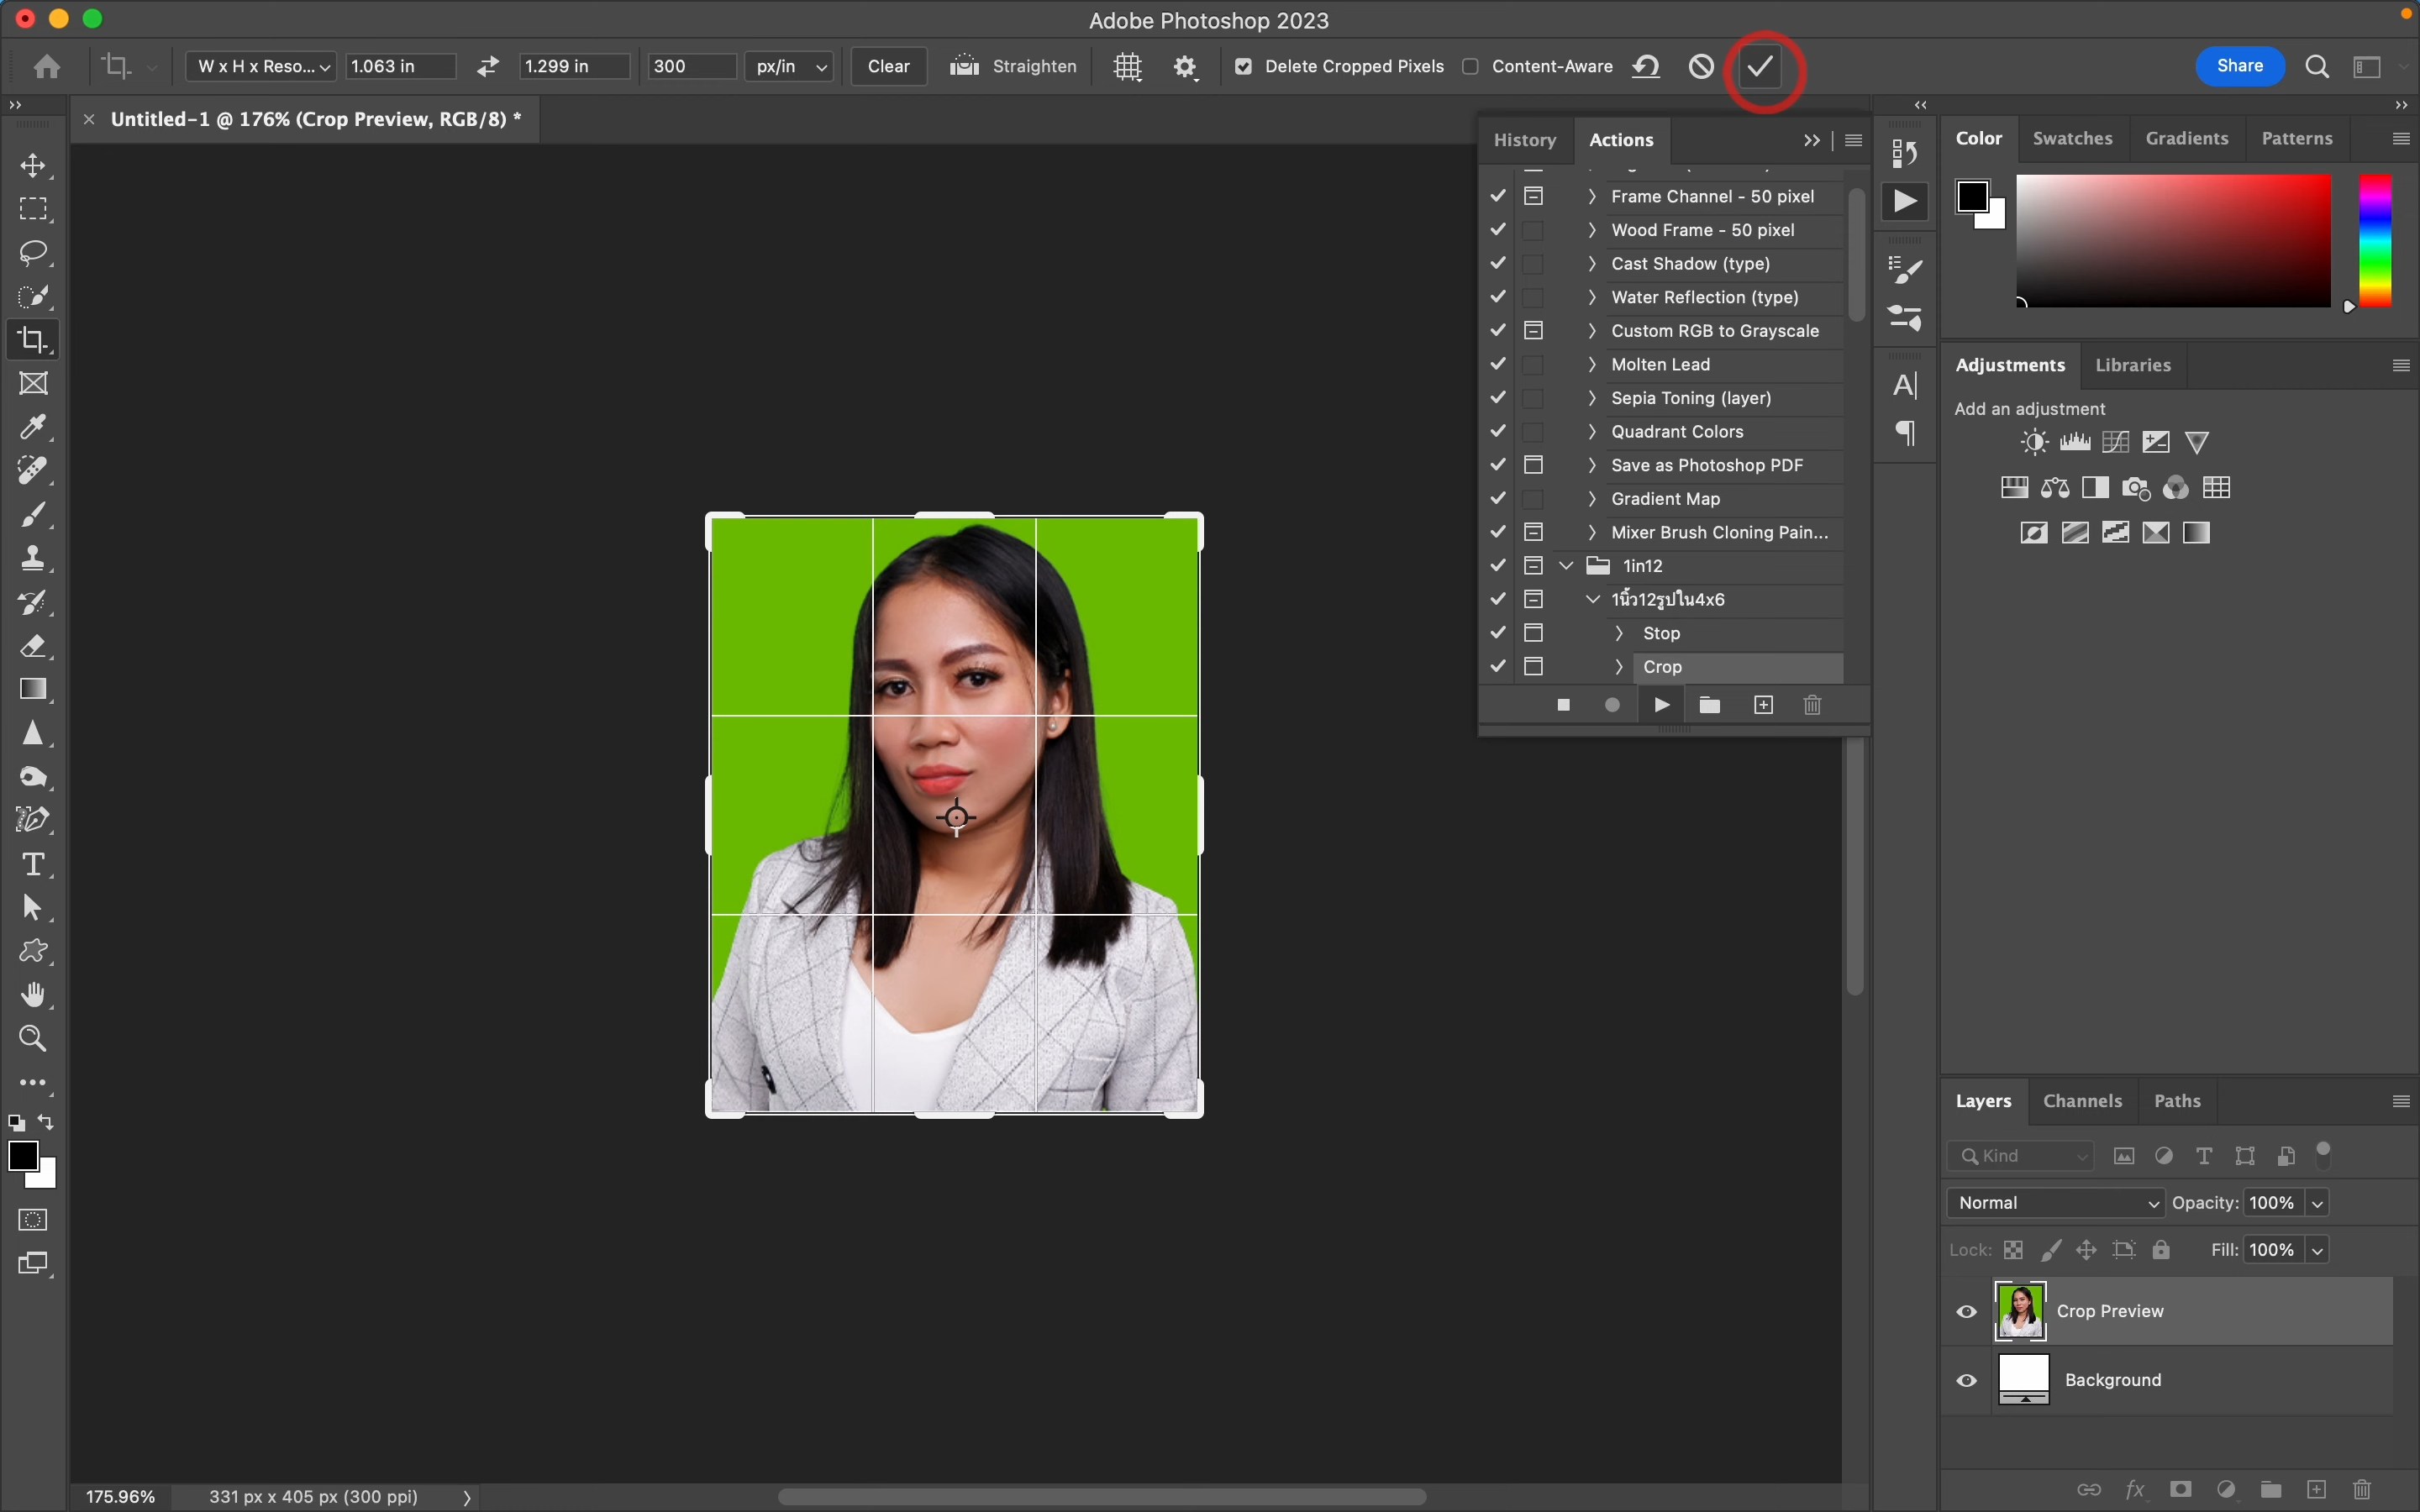 Adobe Photoshop 2023
W x H x Reso... 1.063 in 1.299 in 300 px/in Clear Straighten Delete Cropped Pixels Content-Aware Share
Untitled-1 @ 176% (Crop Preview, RGB/8) *
History Actions
Frame Channel - 50 pixel
Wood Frame - 50 pixel
Cast Shadow (type)
Water Reflection (type)
Custom RGB to Grayscale
Molten Lead
Sepia Toning (layer)
Quadrant Colors
Save as Photoshop PDF
Gradient Map
Mixer Brush Cloning Pain...
1in12
1นิ้ว12รูปใน4x6
Stop
Crop
Color Swatches Gradients Patterns
Adjustments Libraries
Add an adjustment
Layers Channels Paths
Kind
Normal Opacity: 100%
Lock: Fill: 100%
Crop Preview
Background
fx
175.96% 331 px x 405 px (300 ppi)